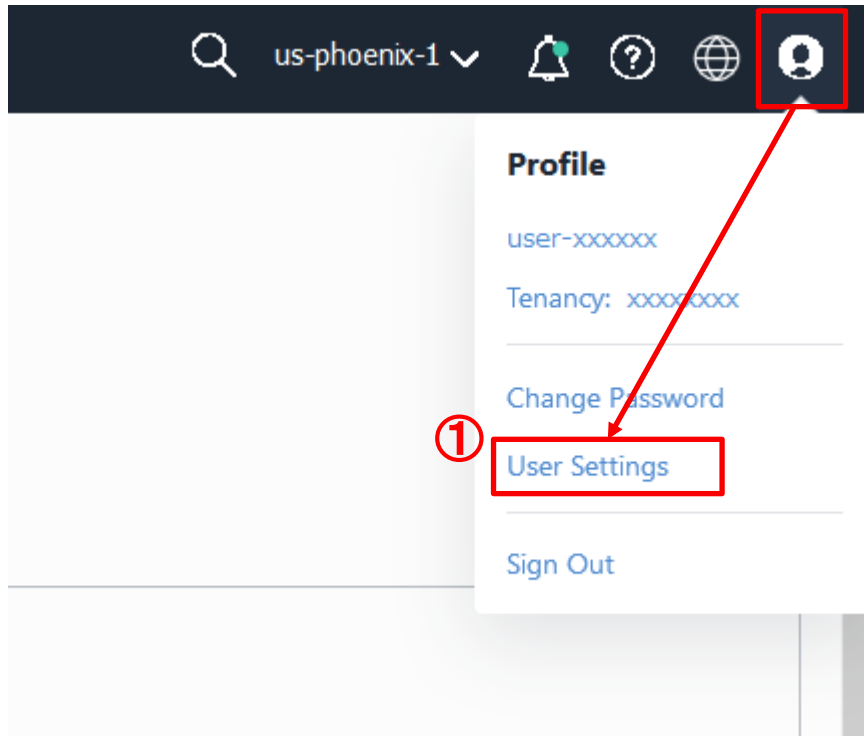 us-phoenix-1
Profile
user-xxxxxx
Tenancy: xxxxxxxx
Change Password
① User Settings
Sign Out